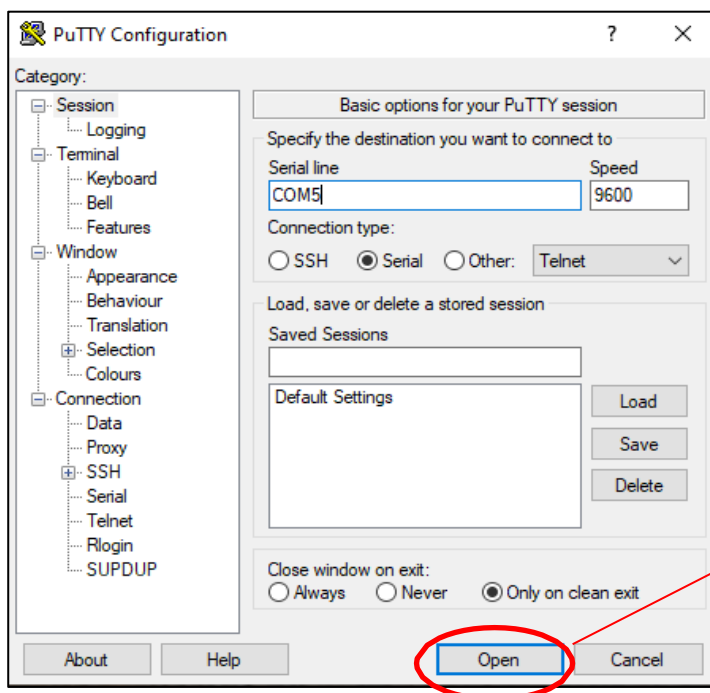 PuTTY Configuration
?
Category:
Session
Logging
Terminal
Keyboard
Bell
Features
Window
Appearance
Behaviour
Translation
Selection
Colours
Connection
Data
Proxy
SSH
Serial
Telnet
Rlogin
SUPDUP
Basic options for your PuTTY session
Specify the destination you want to connect to
Serial line Speed
COM5 9600
Connection type:
SSH Serial Other: Telnet
Load, save or delete a stored session
Saved Sessions
Default Settings
Load
Save
Delete
Close window on exit:
Always Never Only on clean exit
About Help Open Cancel